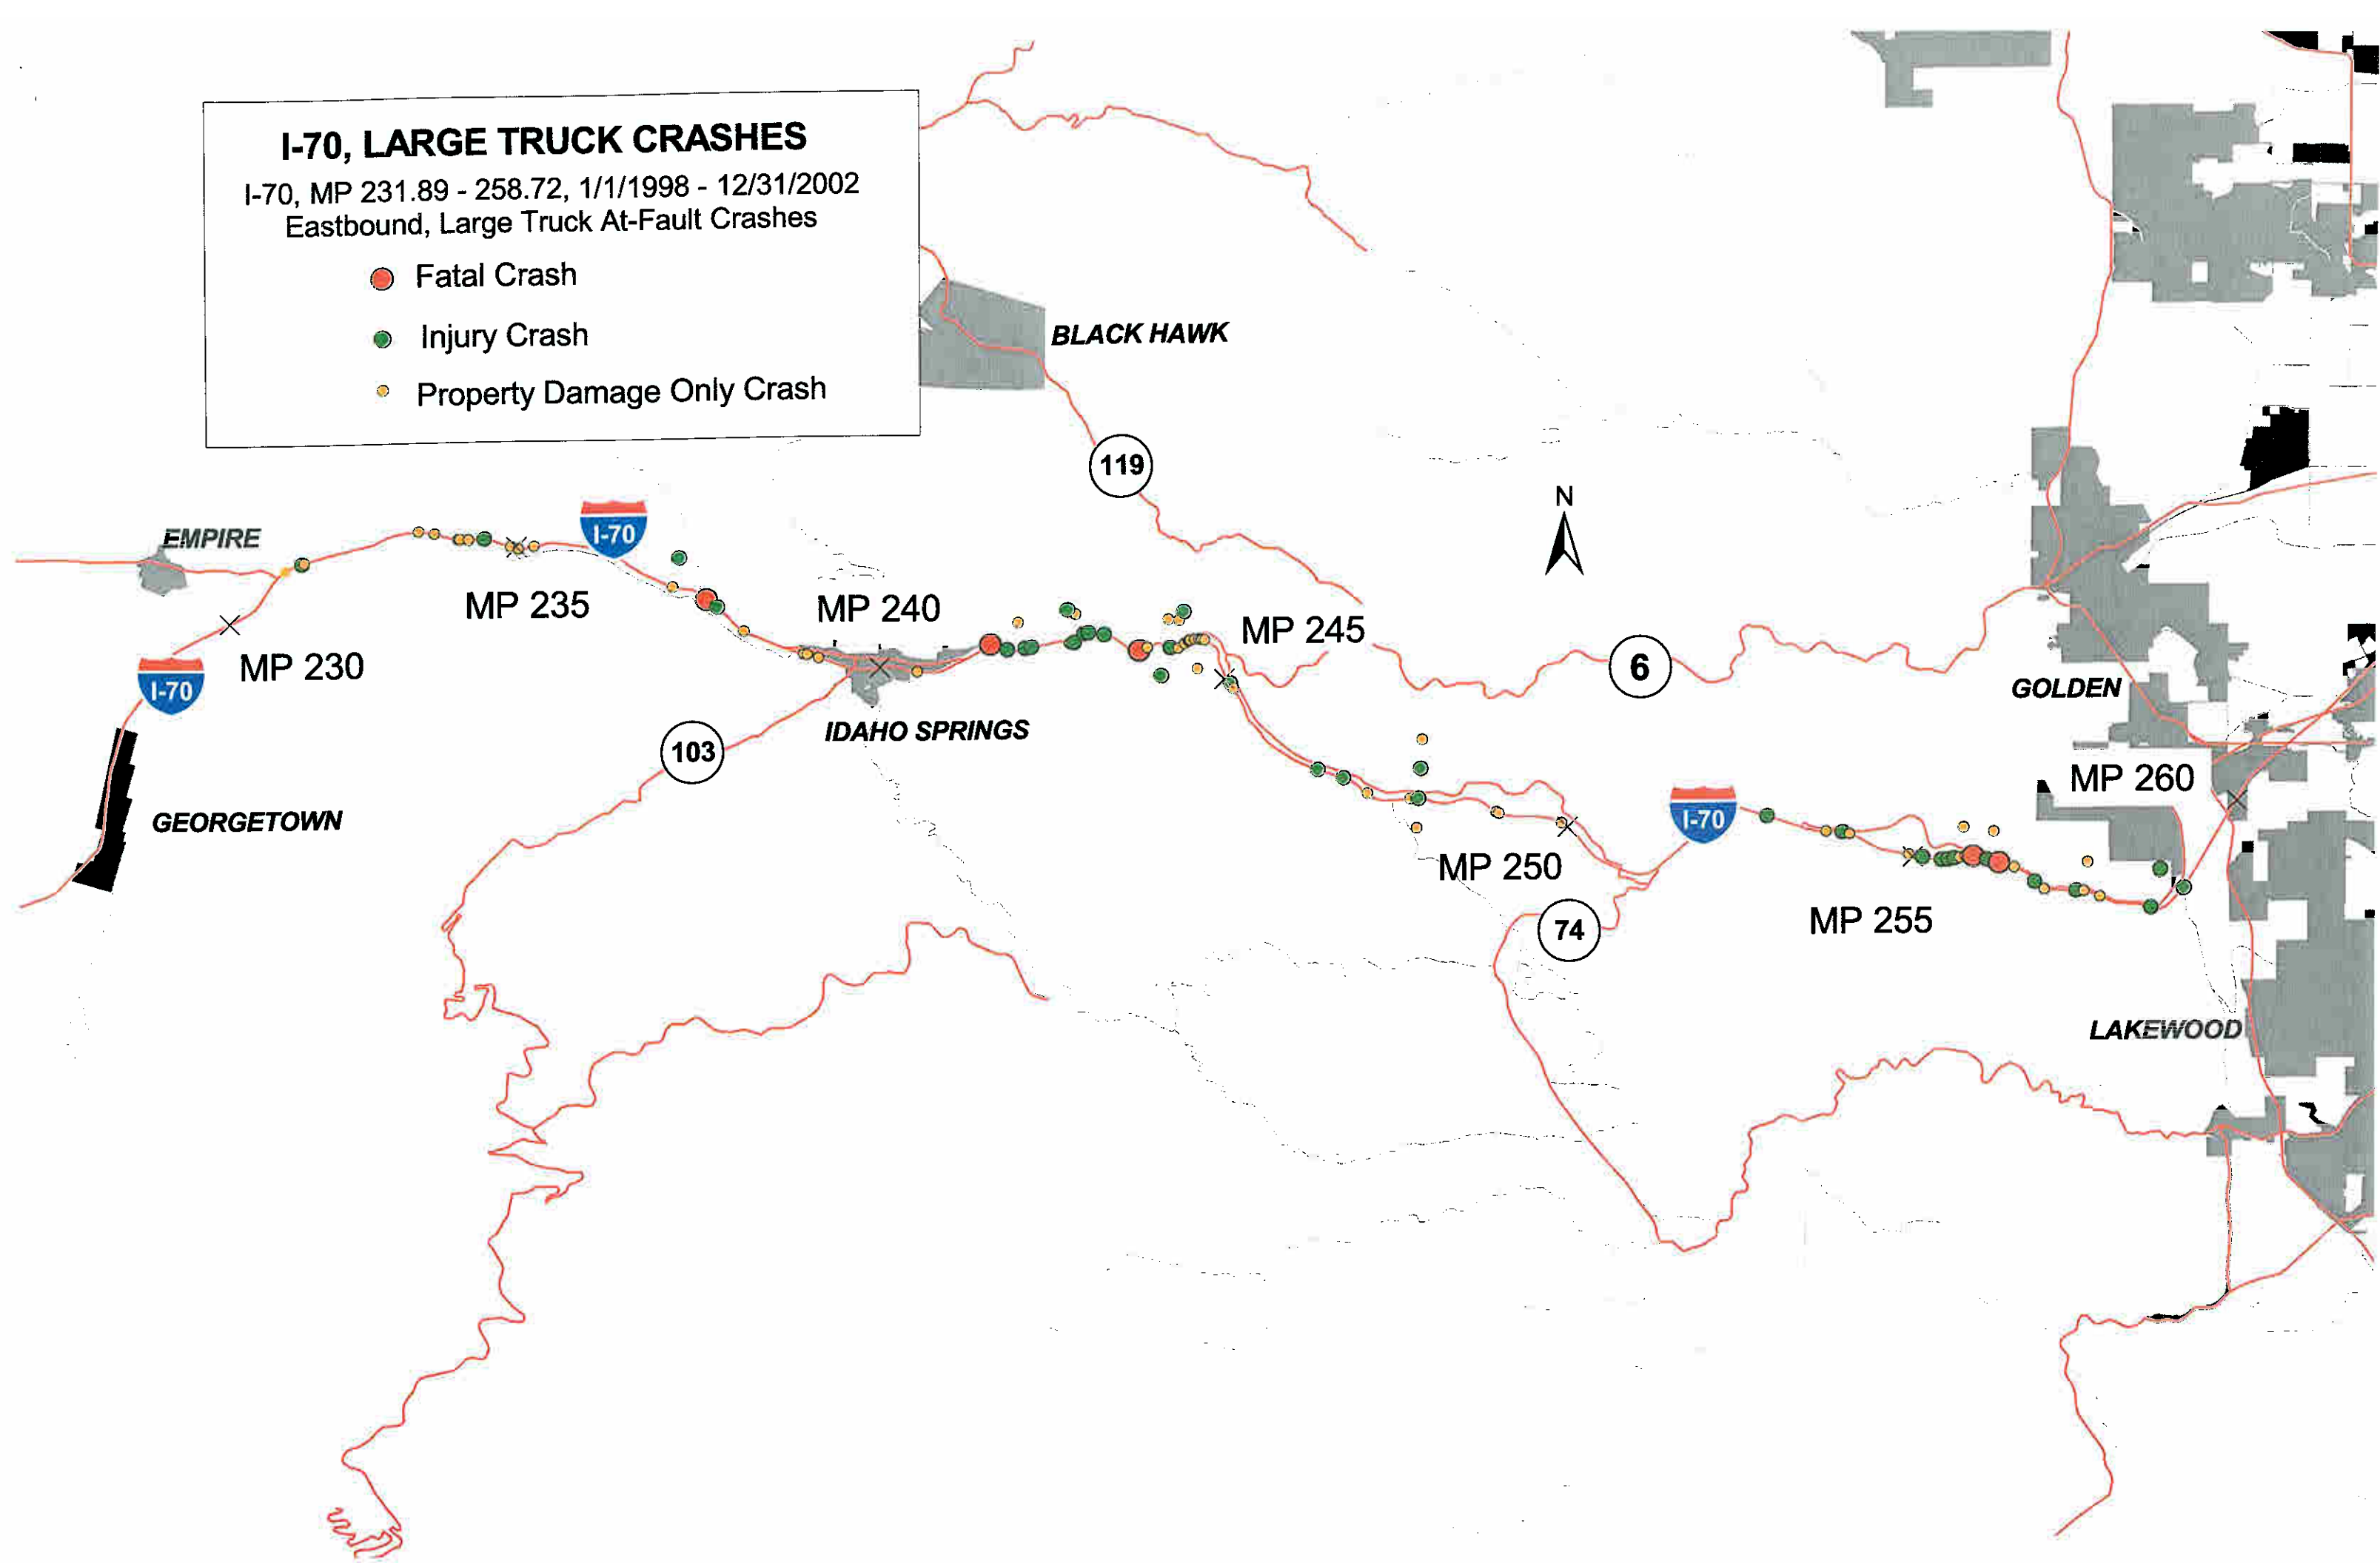 I-70, LARGE TRUCK CRASHES
I-70, MP 231.89 - 258.72, 1/1/1998 - 12/31/2002
Eastbound, Large Truck At-Fault Crashes
Fatal Crash
Injury Crash
Property Damage Only Crash
BLACK HAWK
119
N
EMPIRE
I-70
MP 235
MP 240
MP 245
MP 230
I-70
6
GOLDEN
IDAHO SPRINGS
103
MP 260
GEORGETOWN
I-70
MP 250
MP 255
74
LAKEWOOD